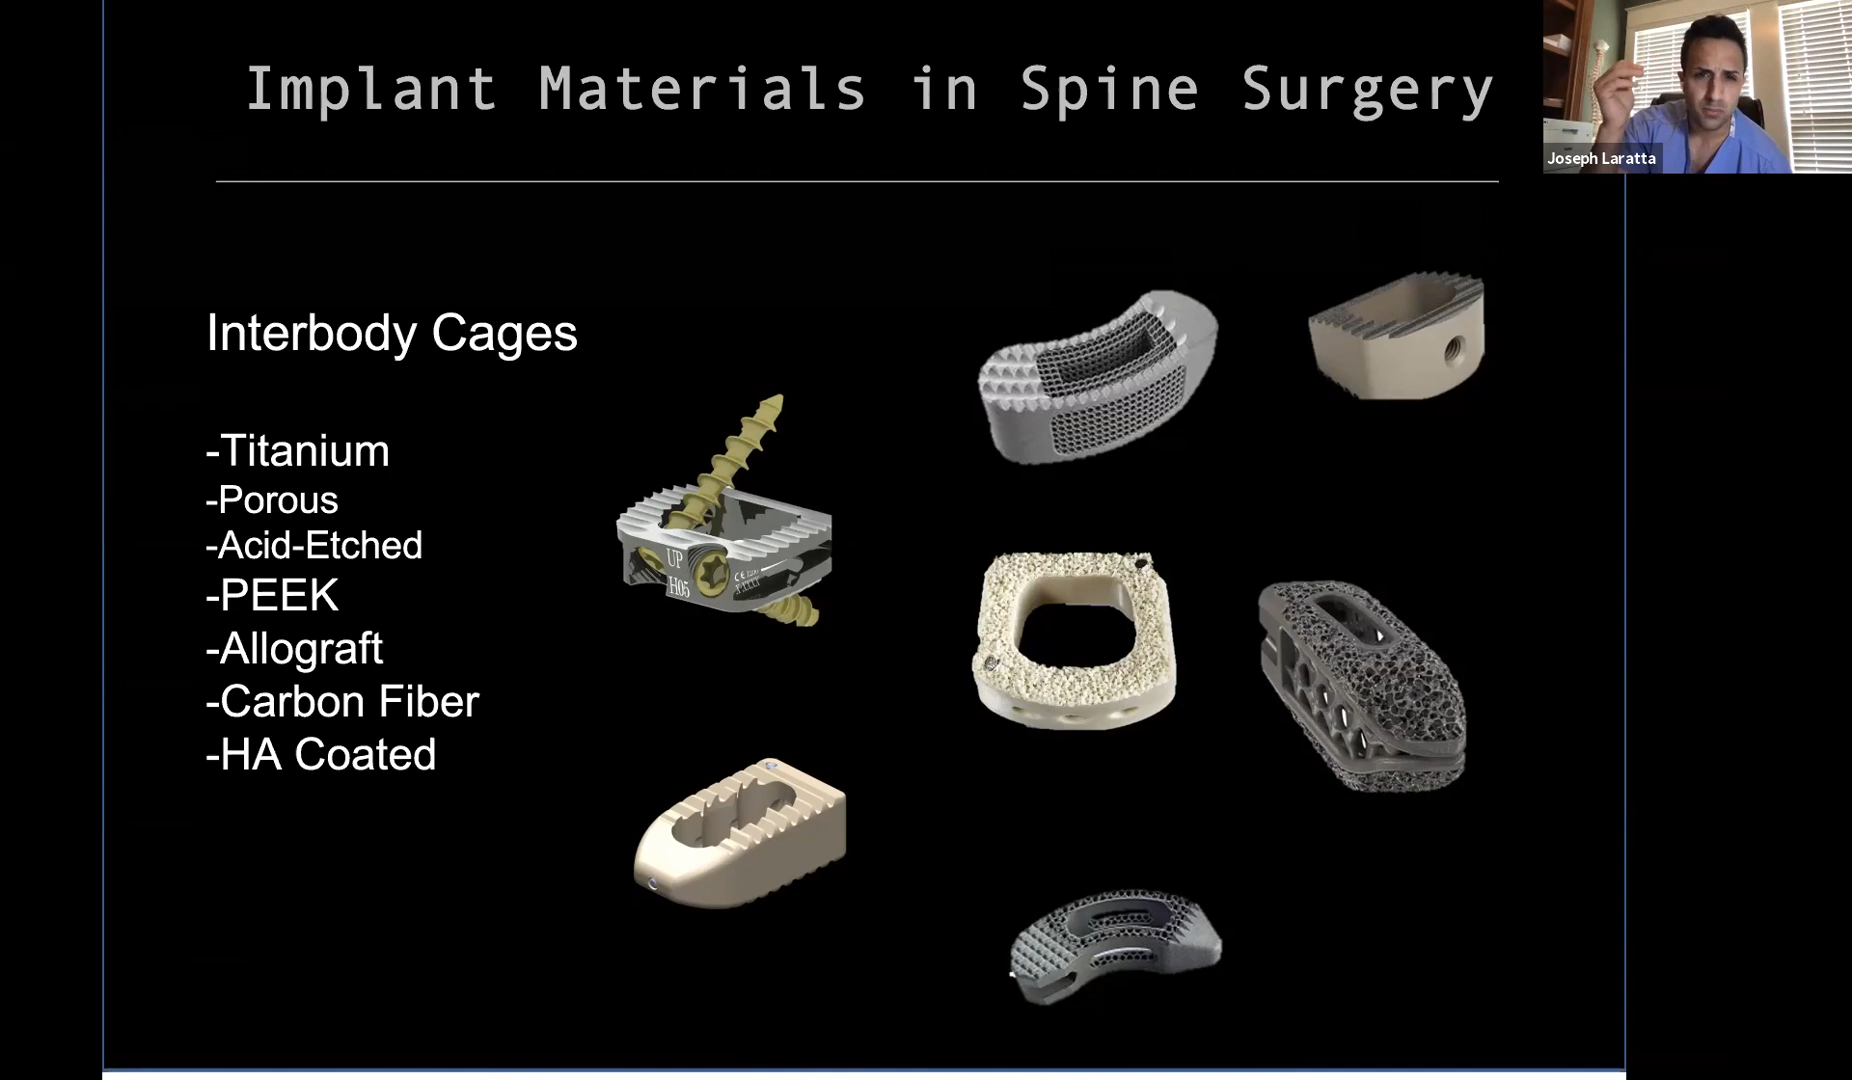 Implant Materials in Spine Surgery
Joseph Laratta
Interbody Cages
-Titanium
-Porous
-Acid-Etched
-PEEK
-Allograft
-Carbon Fiber
-HA Coated
UP
H05